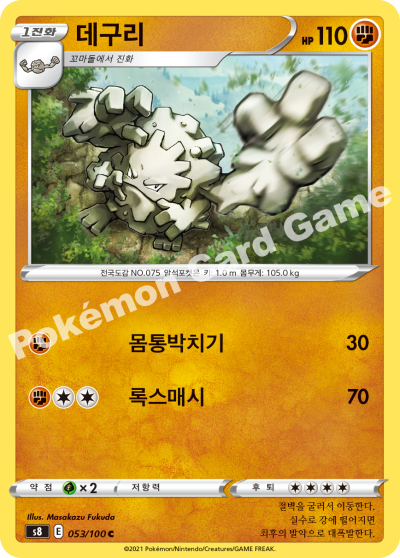 1진화
데구리
HP 110
꼬마돌에서 진화
전국도감 NO.075 암석포켓몬 키: 1.0 m 몸무게: 105.0 kg
Pokémon Card Game
몸통박치기 30
록스매시 70
약점 ×2 저항력 후퇴
Illus. Masakazu Fukuda
s8 E 053/100 C
절벽을 굴러서 이동한다.
실수로 강에 떨어지면
최후의 발악으로 대폭발한다.
©2021 Pokémon/Nintendo/Creatures/GAME FREAK.